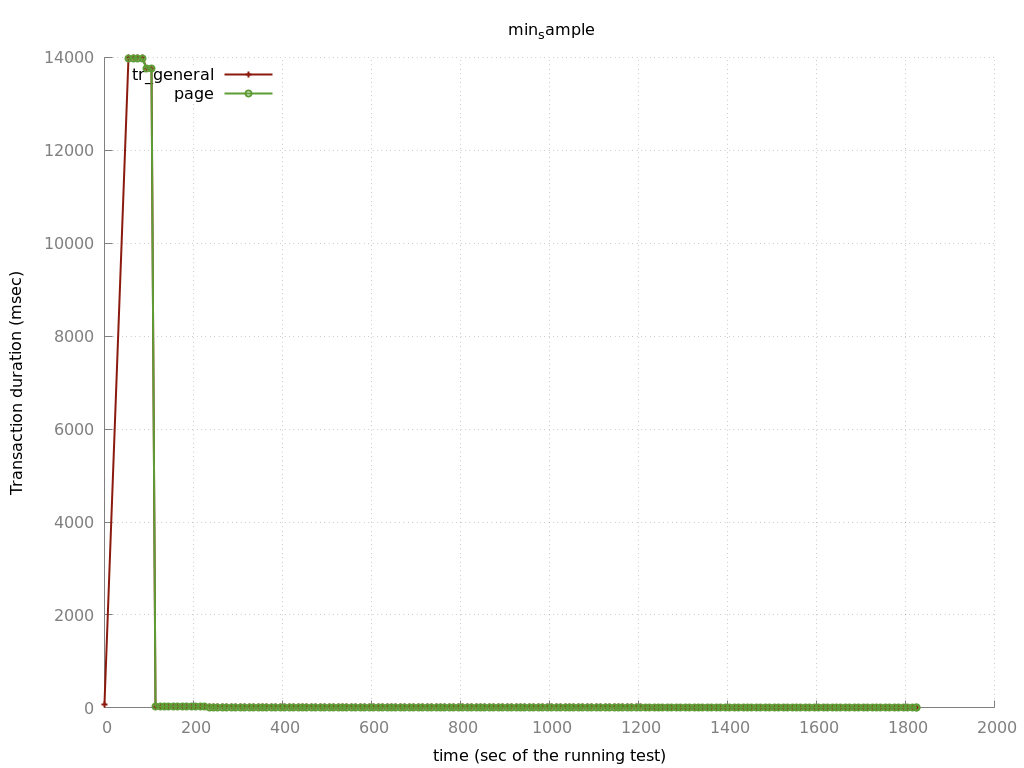 min_sample
14000
tr_general
page
12000
10000
8000
6000
4000
2000
0
Transaction duration (msec)
0 200 400 600 800 1000 1200 1400 1600 1800 2000
time (sec of the running test)